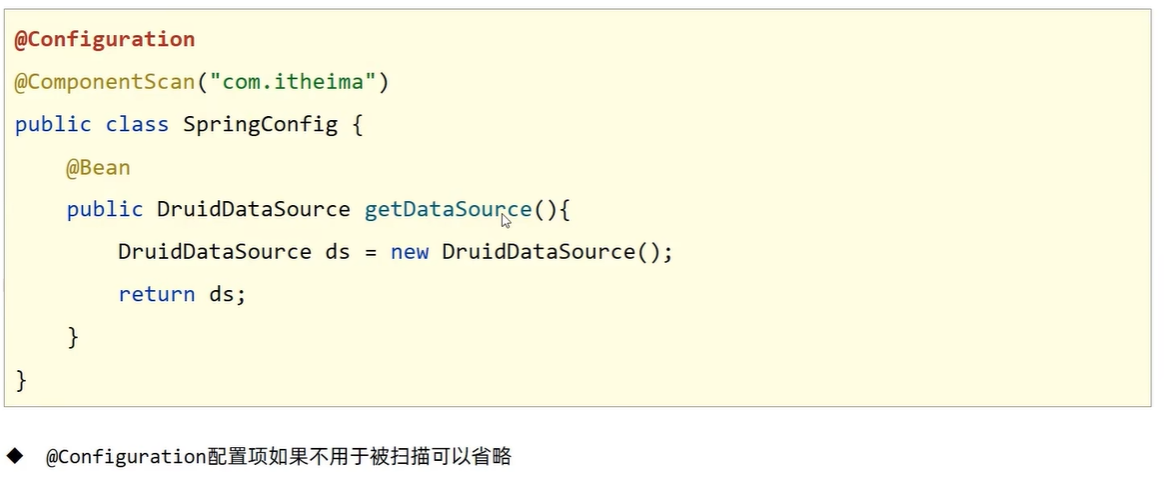 @Configuration
@ComponentScan("com.itheima")
public class SpringConfig {
    @Bean
    public DruidDataSource getDataSource(){
        DruidDataSource ds = new DruidDataSource();
        return ds;
    }
}
◆ @Configuration配置项如果不用于被扫描可以省略